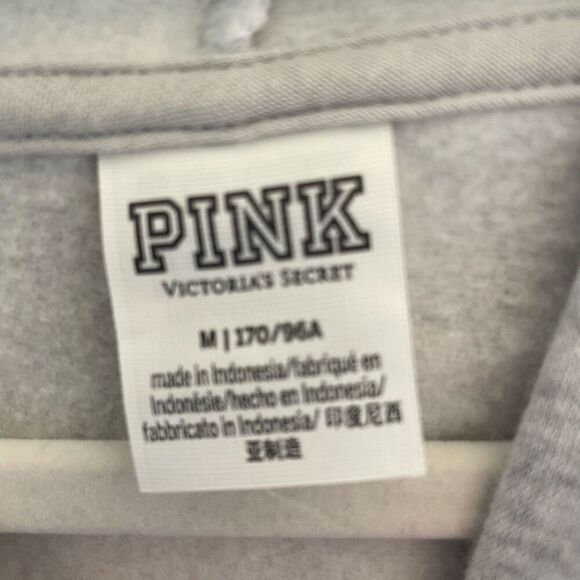 PINK
VICTORIA'S SECRET
M | 170/96A
made in Indonesia/fabriqué en
Indonésie/hecho en Indonesia/
fabbricato in Indonesia/ 印度尼西
亚制造